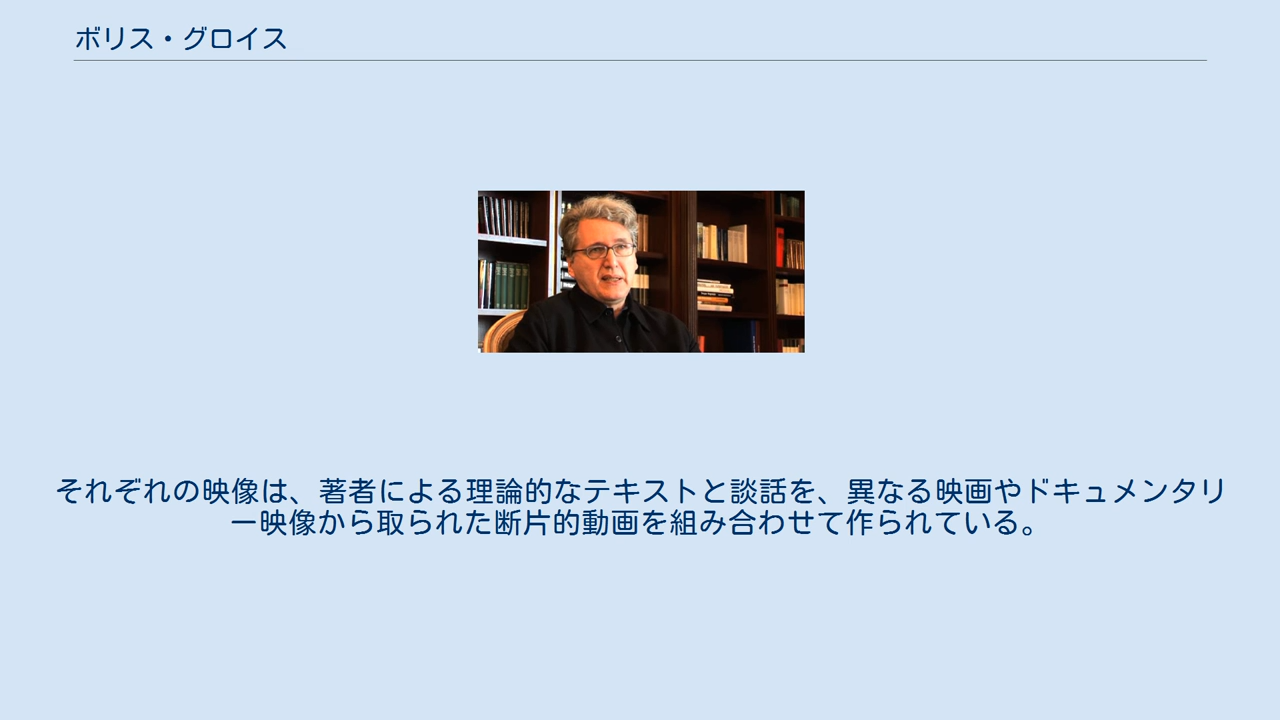 ボリス・グロイス
それぞれの映像は、著者による理論的なテキストと談話を、異なる映画やドキュメンタリ
ー映像から取られた断片的動画を組み合わせて作られている。